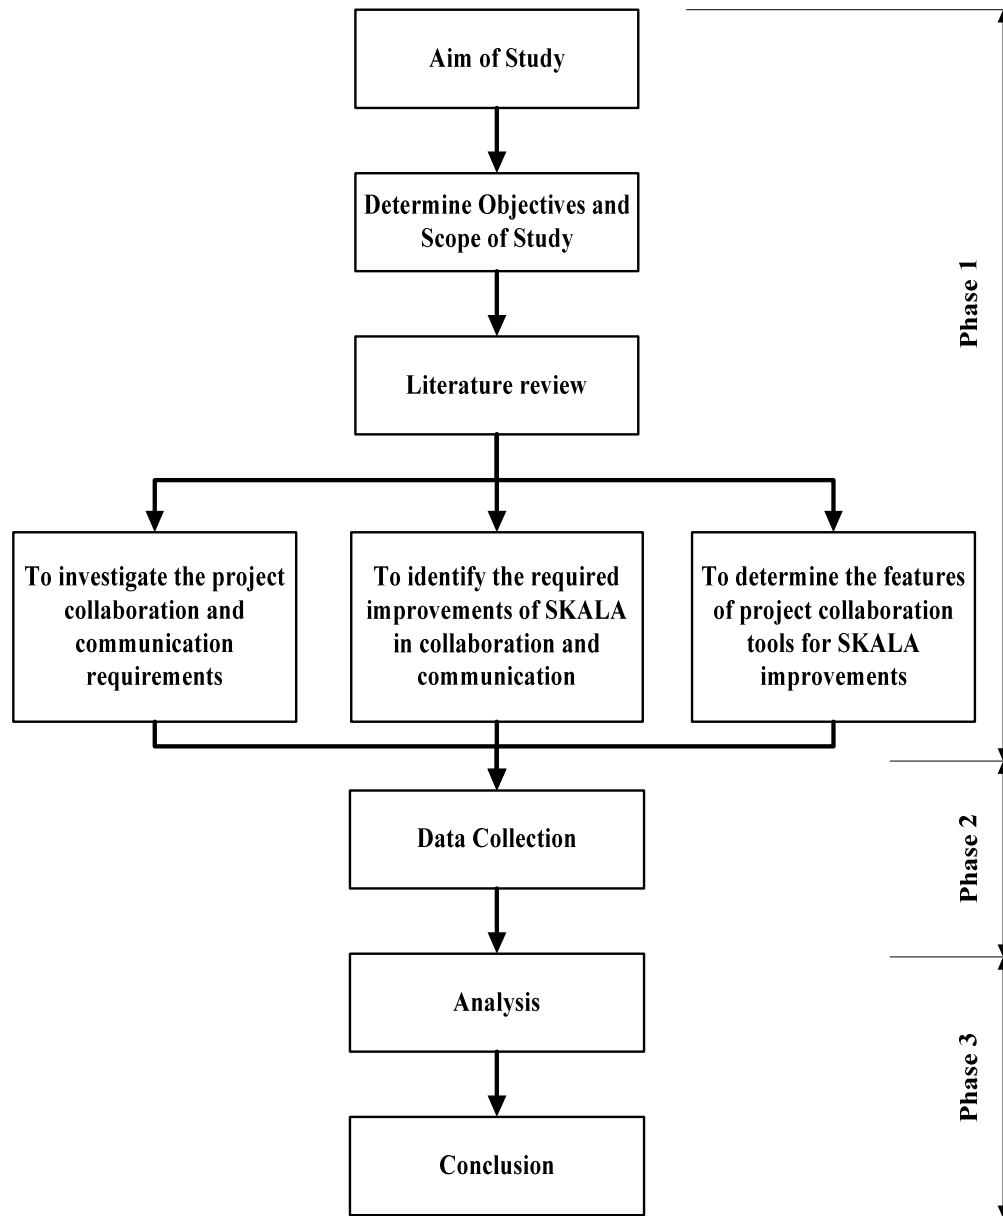 Aim of Study
Determine Objectives and
Scope of Study
Literature review
Phase 1
To investigate the project
collaboration and
communication
requirements
To identify the required
improvements of SKALA
in collaboration and
communication
To determine the features
of project collaboration
tools for SKALA
improvements
Data Collection
Phase 2
Analysis
Phase 3
Conclusion